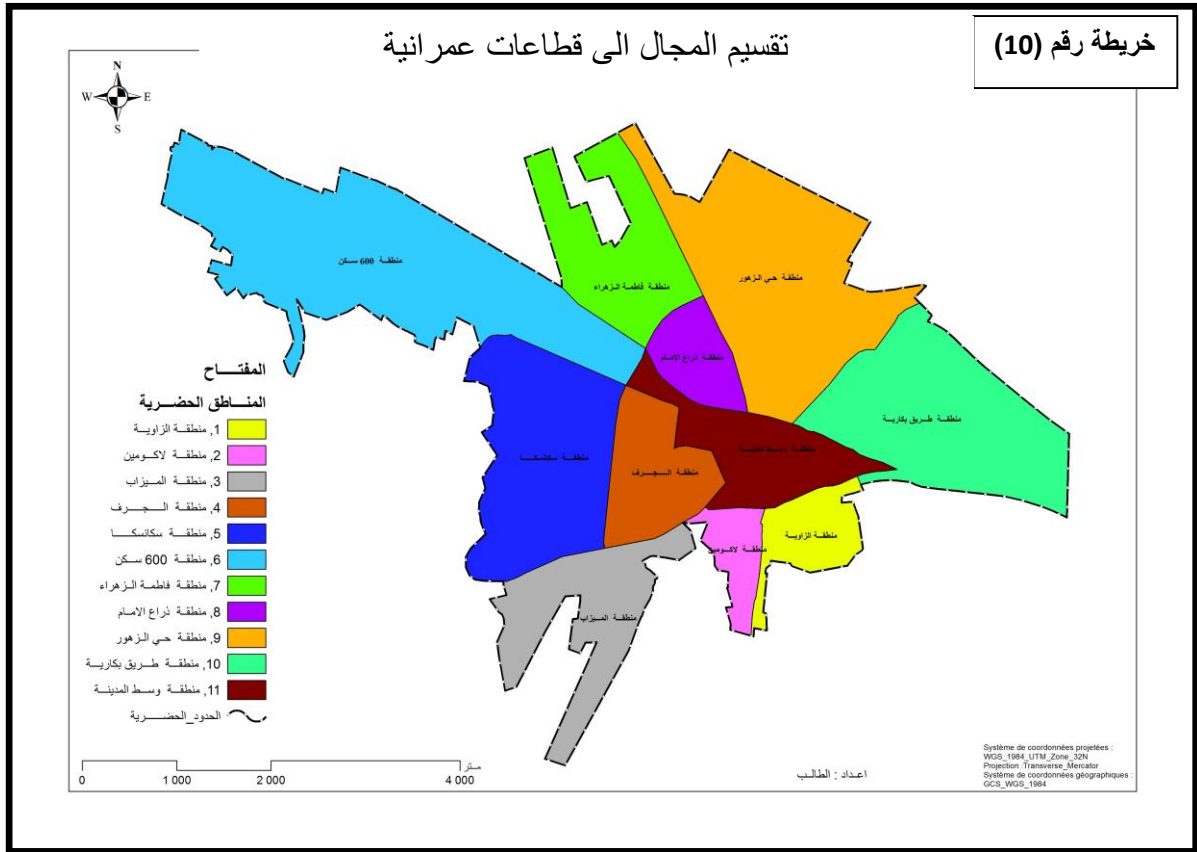 خريطة رقم (10)
تقسيم المجال الى قطاعات عمرانية
N
W
E
S
منطقة 600 سكن
منطقة فاطمة الزهراء
منطقة حي الزهور
منطقة ذراع الامام
منطقة طريق بكارية
منطقة وسط المدينة
منطقة سكانسكا
منطقة الجرف
منطقة لاكومين
منطقة الزاوية
منطقة الميزاب
المفتاح
المناطق الحضرية
1, منطقة الزاوية
2, منطقة لاكومين
3, منطقة الميزاب
4, منطقة الجرف
5, منطقة سكانسكا
6, منطقة 600 سكن
7, منطقة فاطمة الزهراء
8, منطقة ذراع الامام
9, منطقة حي الزهور
10, منطقة طريق بكارية
11, منطقة وسط المدينة
الحدود_الحضرية
متر
0 1 000 2 000 4 000
اعداد : الطالب
Système de coordonnées projetées :
WGS_1984_UTM_Zone_32N
Projection :Transverse_Mercator
Système de coordonnées géographiques :
GCS_WGS_1984